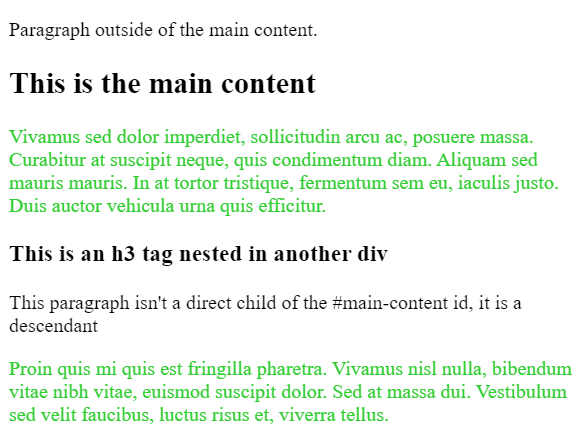 Paragraph outside of the main content.
This is the main content
Vivamus sed dolor imperdiet, sollicitudin arcu ac, posuere massa.
Curabitur at suscipit neque, quis condimentum diam. Aliquam sed
mauris mauris. In at tortor tristique, fermentum sem eu, iaculis justo.
Duis auctor vehicula urna quis efficitur.
This is an h3 tag nested in another div
This paragraph isn't a direct child of the #main-content id, it is a
descendant
Proin quis mi quis est fringilla pharetra. Vivamus nisl nulla, bibendum
vitae nibh vitae, euismod suscipit dolor. Sed at massa dui. Vestibulum
sed velit faucibus, luctus risus et, viverra tellus.